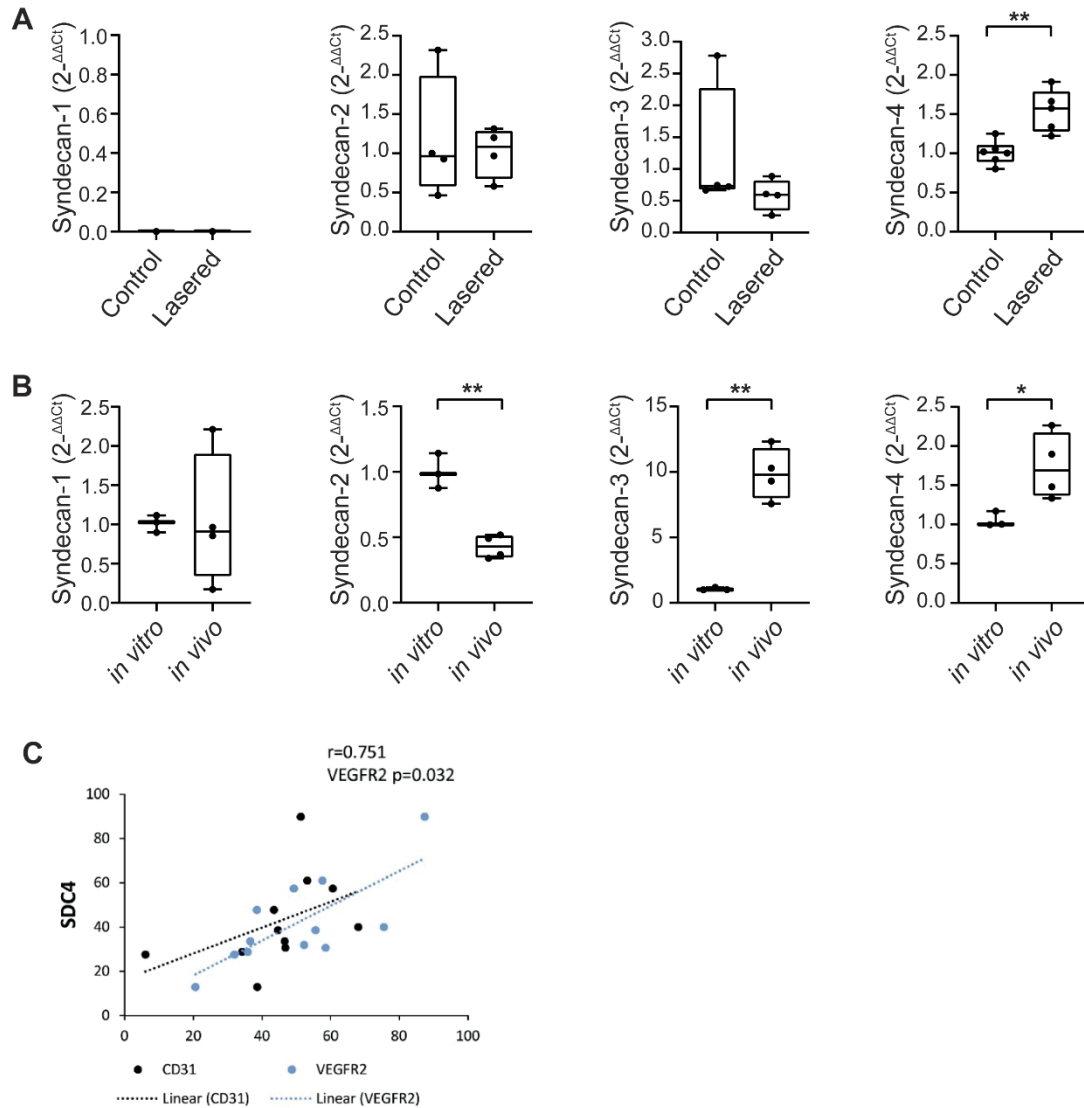 A
Syndecan-1 (2-ΔΔCt)
1.0
0.8
0.6
0.4
0.2
0.0
Control
Lasered
Syndecan-2 (2-ΔΔCt)
2.5
2.0
1.5
1.0
0.5
0.0
Control
Lasered
Syndecan-3 (2-ΔΔCt)
3.0
2.5
2.0
1.5
1.0
0.5
0.0
Control
Lasered
Syndecan-4 (2-ΔΔCt)
2.5
2.0
1.5
1.0
0.5
0.0
**
Control
Lasered
B
Syndecan-1 (2-ΔΔCt)
2.5
2.0
1.5
1.0
0.5
0.0
in vitro
in vivo
Syndecan-2 (2-ΔΔCt)
1.5
1.0
0.5
0.0
**
in vitro
in vivo
Syndecan-3 (2-ΔΔCt)
15
10
5
0
**
in vitro
in vivo
Syndecan-4 (2-ΔΔCt)
2.5
2.0
1.5
1.0
0.5
0.0
*
in vitro
in vivo
C
r=0.751
VEGFR2 p=0.032
SDC4
100
80
60
40
20
0
0 20 40 60 80 100
CD31 VEGFR2
Linear (CD31) Linear (VEGFR2)